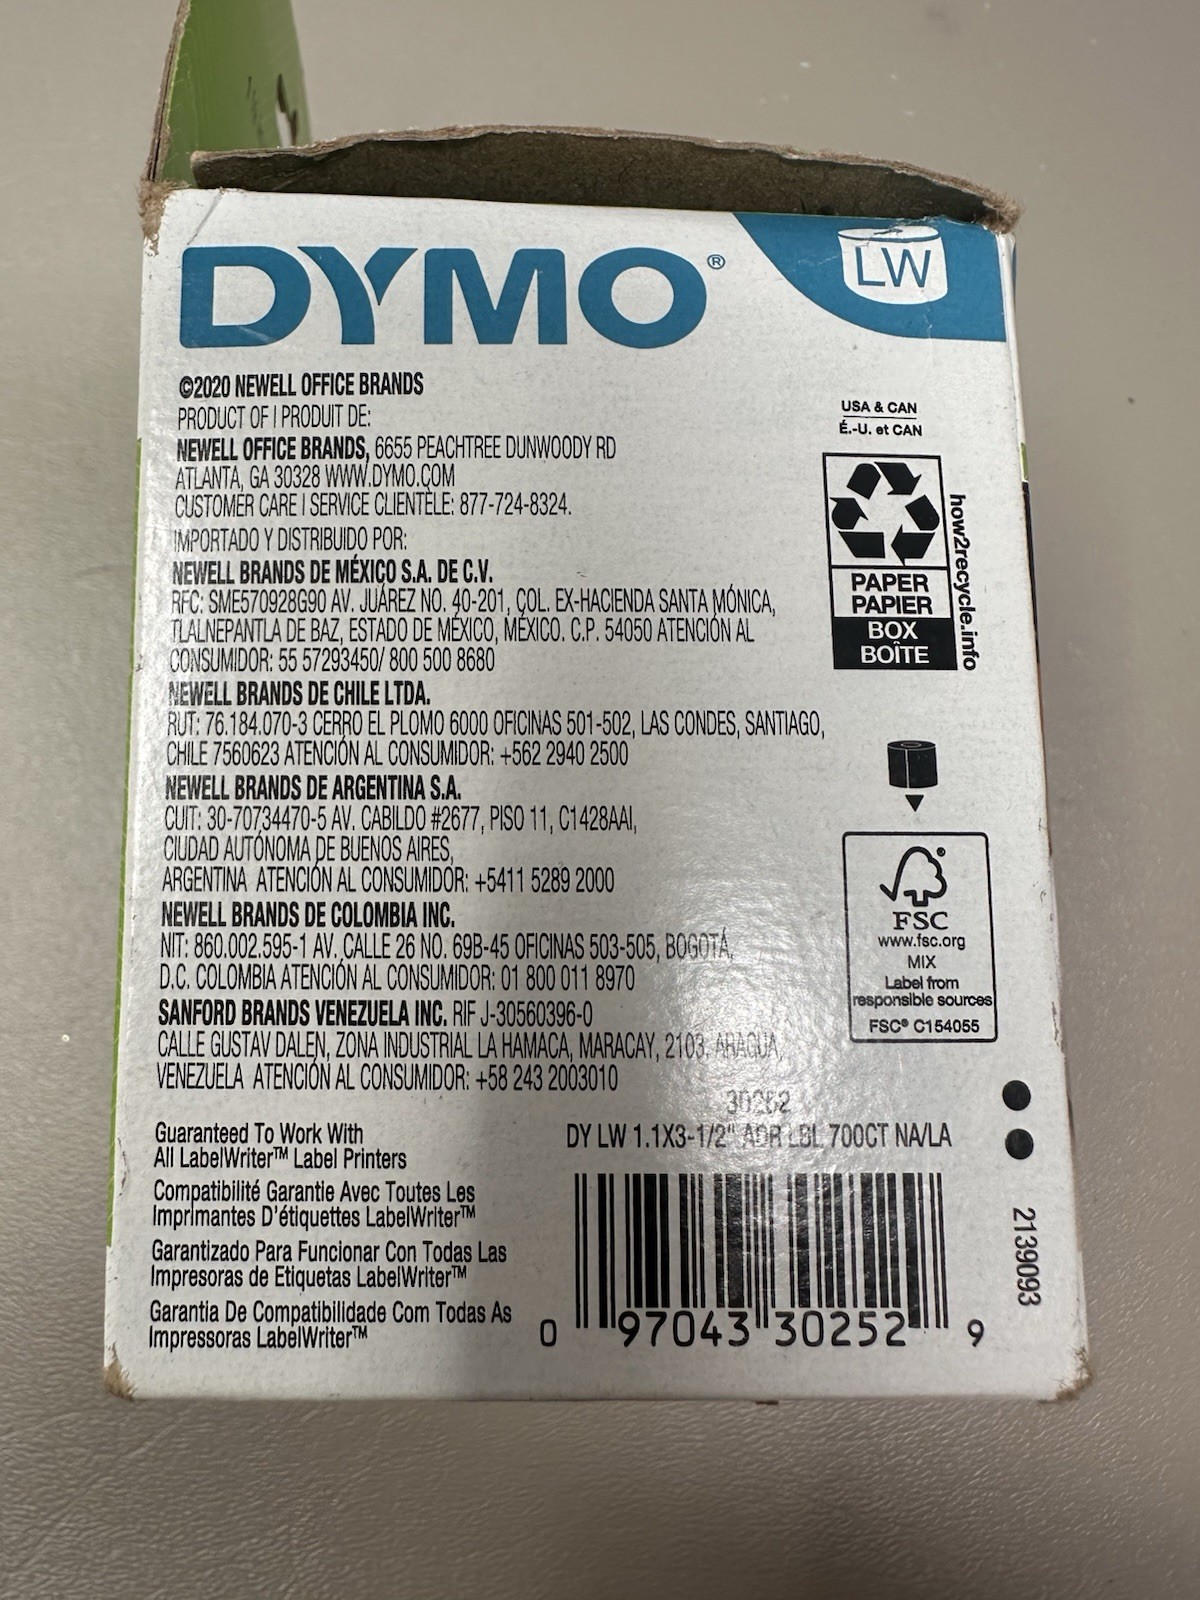 DYMO®
LW
©2020 NEWELL OFFICE BRANDS
PRODUCT OF | PRODUIT DE:
NEWELL OFFICE BRANDS, 6655 PEACHTREE DUNWOODY RD
ATLANTA, GA 30328 WWW.DYMO.COM
CUSTOMER CARE | SERVICE CLIENTÈLE: 877-724-8324.
IMPORTADO Y DISTRIBUIDO POR:
NEWELL BRANDS DE MÉXICO S.A. DE C.V.
RFC: SME570928G90 AV. JUÁREZ NO. 40-201, COL. EX-HACIENDA SANTA MÓNICA,
TLALNEPANTLA DE BAZ, ESTADO DE MÉXICO, MÉXICO. C.P. 54050 ATENCIÓN AL
CONSUMIDOR: 55 57293450/ 800 500 8680
NEWELL BRANDS DE CHILE LTDA.
RUT: 76.184.070-3 CERRO EL PLOMO 6000 OFICINAS 501-502, LAS CONDES, SANTIAGO,
CHILE 7560623 ATENCIÓN AL CONSUMIDOR: +562 2940 2500
NEWELL BRANDS DE ARGENTINA S.A.
CUIT: 30-70734470-5 AV. CABILDO #2677, PISO 11, C1428AAI,
CIUDAD AUTÓNOMA DE BUENOS AIRES,
ARGENTINA ATENCIÓN AL CONSUMIDOR: +5411 5289 2000
NEWELL BRANDS DE COLOMBIA INC.
NIT: 860.002.595-1 AV. CALLE 26 NO. 69B-45 OFICINAS 503-505, BOGOTÁ,
D.C. COLOMBIA ATENCIÓN AL CONSUMIDOR: 01 800 011 8970
SANFORD BRANDS VENEZUELA INC. RIF J-30560396-0
CALLE GUSTAV DALEN, ZONA INDUSTRIAL LA HAMACA, MARACAY, 2103, ARAGUA,
VENEZUELA ATENCIÓN AL CONSUMIDOR: +58 243 2003010
USA & CAN
É.-U. et CAN
PAPER
PAPIER
BOX
BOÎTE
how2recycle.info
FSC
www.fsc.org
MIX
Label from
responsible sources
FSC® C154055
Guaranteed To Work With
All LabelWriter™ Label Printers
Compatibilité Garantie Avec Toutes Les
Imprimantes D'étiquettes LabelWriter™
Garantizado Para Funcionar Con Todas Las
Impresoras de Etiquetas LabelWriter™
Garantia De Compatibilidade Com Todas As
Impressoras LabelWriter™
30252
DY LW 1.1X3-1/2" ADR LBL 700CT NA/LA
0 97043 30252 9
2139093